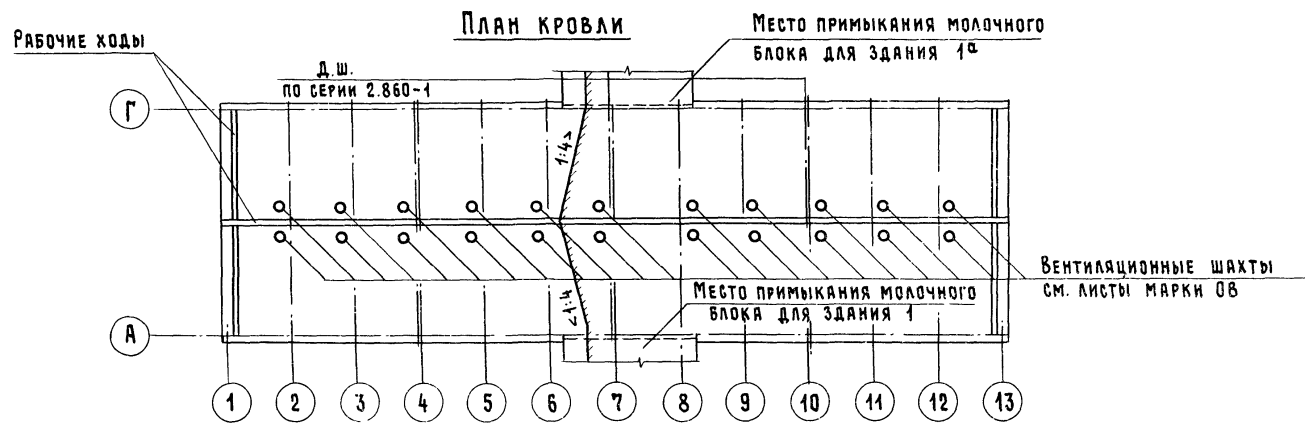 План кровли
Рабочие ходы
Место примыкания молочного
блока для здания 1а
Д.Ш.
по серии 2.860-1
Г
1:4>
<1:4
Вентиляционные шахты
см. листы марки ОВ
Место примыкания молочного
блока для здания 1
А
1 2 3 4 5 6 7 8 9 10 11 12 13